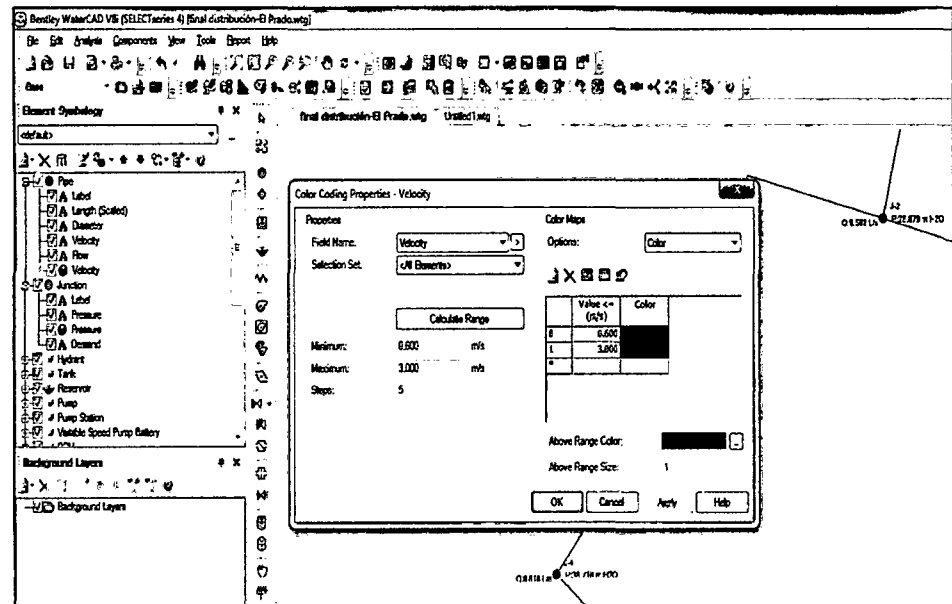 Bentley WaterCAD V8i (SELECTseries 4) [final distribución-El Prado.wtg]
File Edit Analysis Components View Tools Report Help
Base
Element Symbology
<default>
Pipe
Label
Length (Scaled)
Diameter
Velocity
Flow
Velocity
Junction
Label
Pressure
Pressure
Demand
Hydrant
Tank
Reservoir
Pump
Pump Station
Variable Speed Pump Battery
Background Layers
Background Layers
final distribución-El Prado.wtg Untitled1.wtg
J-2
Color Coding Properties - Velocity
Properties
Field Name: Velocity >
Selection Set: <All Elements>
Calculate Range
Minimum: 0.600 m/s
Maximum: 3.000 m/s
Steps: 5
Color Maps
Options: Color
Value <= (m/s) Color
0 0.600
1 3.000
*
Above Range Color: ...
Above Range Size: 1
OK Cancel Apply Help